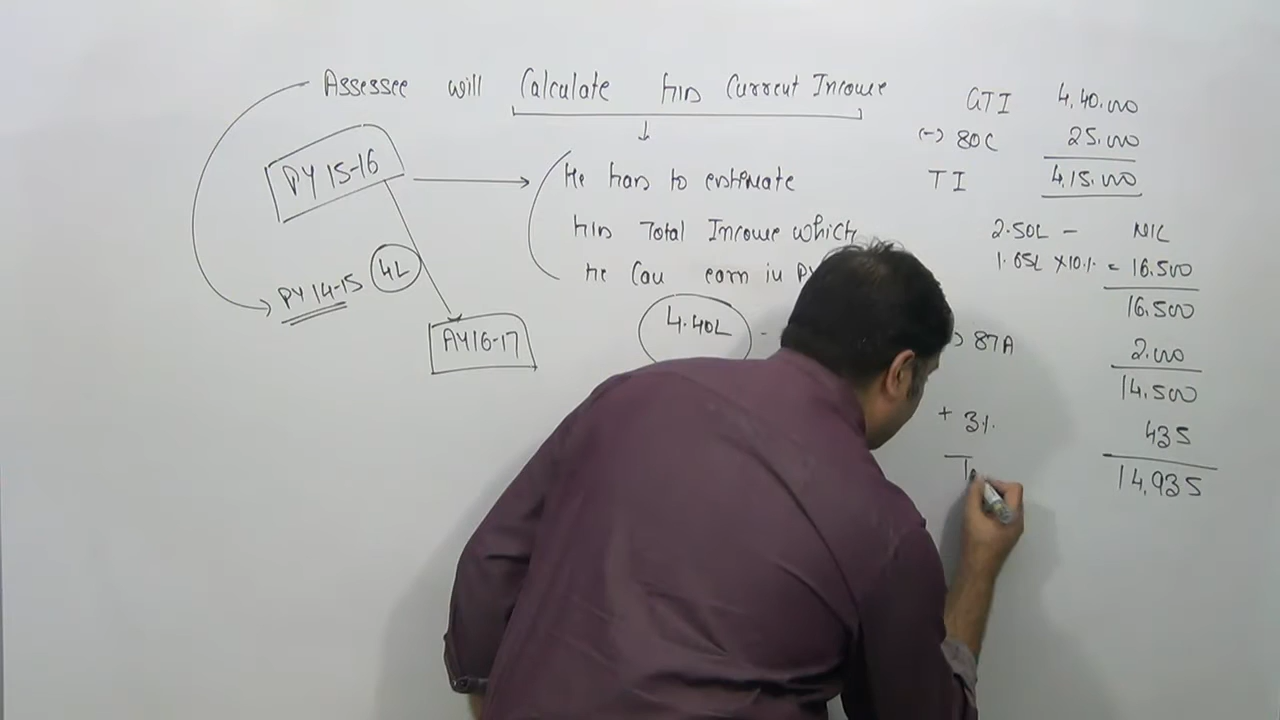 Assessee will Calculate his Current Income
PY 15-16
He has to estimate
his Total Income which
he Can earn in PY
PY 14-15
4L
AY16-17
4.40L -
GTI 4,40,000
(-) 80C 25,000
TI 4,15,000
2.50L - NIL
1.65L X10% = 16,500
16,500
) 87A 2,000
14,500
+ 3% 435
14,935